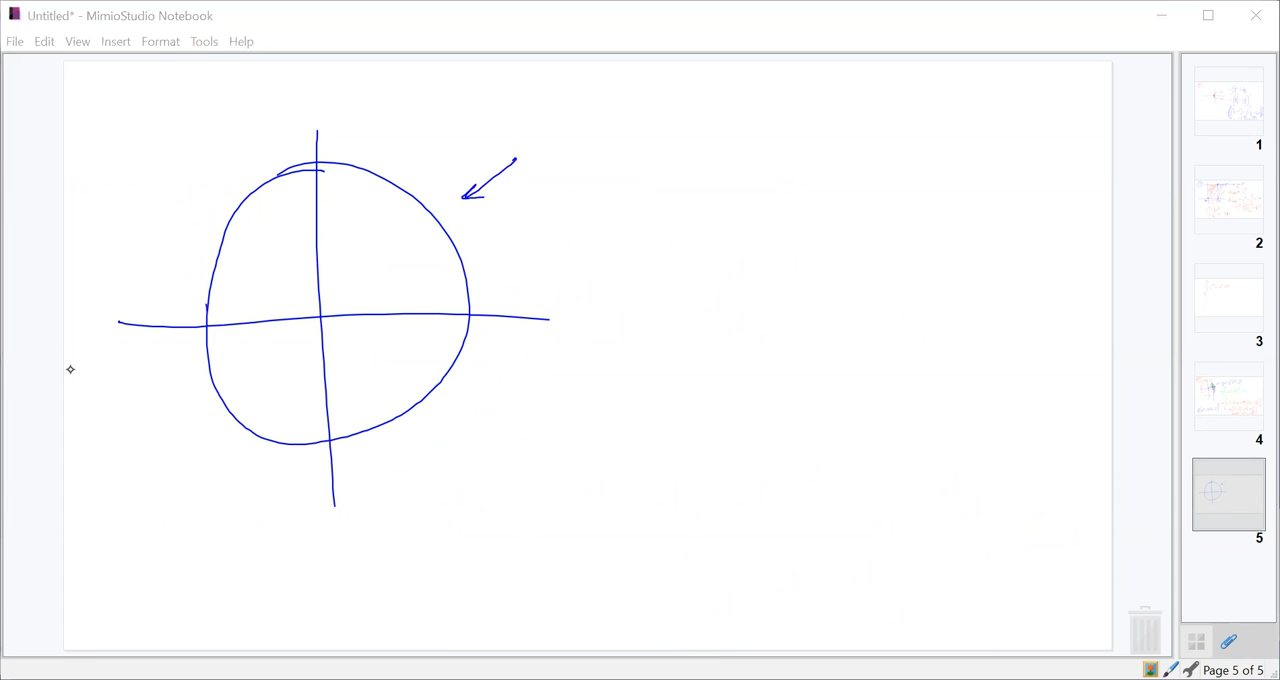 Untitled* - MimioStudio Notebook
File Edit View Insert Format Tools Help
1
2
3
4
5
Page 5 of 5